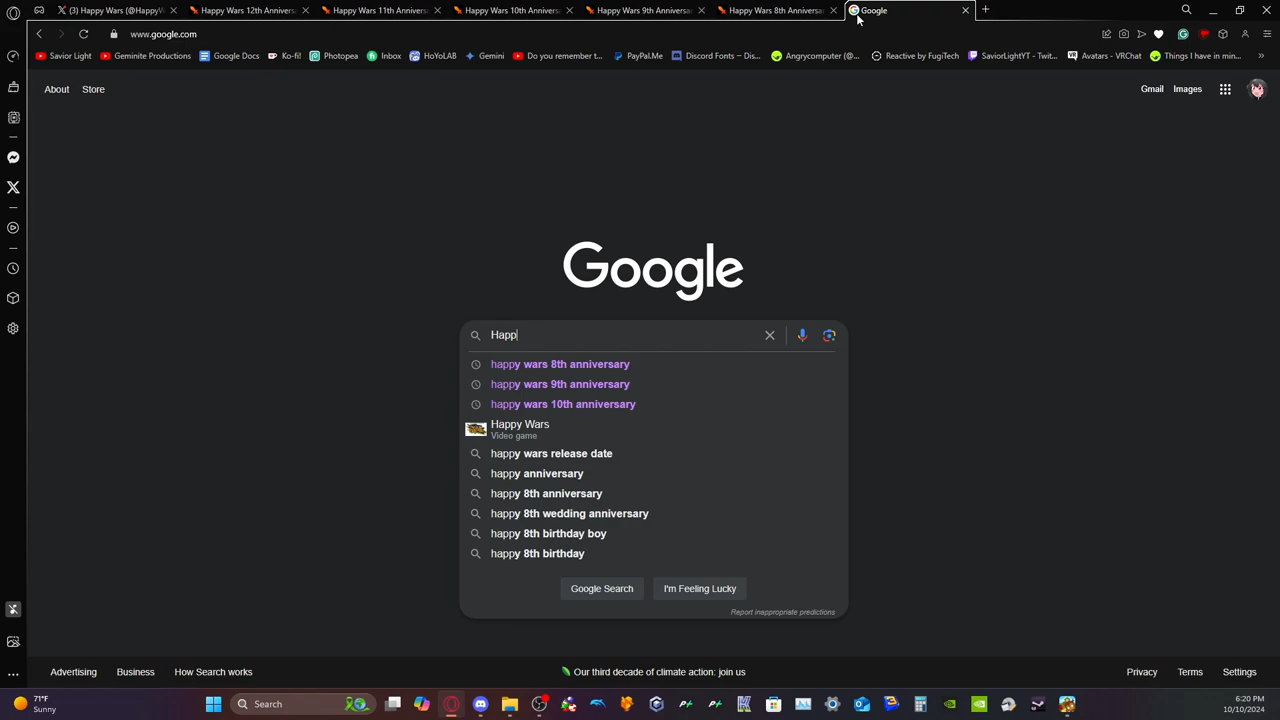 (3) Happy Wars (@HappyW
Happy Wars 12th Anniversar
Happy Wars 11th Anniversar
Happy Wars 10th Anniversar
Happy Wars 9th Anniversar
Happy Wars 8th Anniversar
Google
www.google.com
Savior Light
Geminite Productions
Google Docs
Ko-fi!
Photopea
Inbox
HoYoLAB
Gemini
Do you remember t...
PayPal.Me
Discord Fonts – Dis...
Angrycomputer (@...
Reactive by FugiTech
SaviorLightYT - Twit...
Avatars - VRChat
Things I have in min...
About
Store
Gmail
Images
Google
Happ
happy wars 8th anniversary
happy wars 9th anniversary
happy wars 10th anniversary
Happy Wars
Video game
happy wars release date
happy anniversary
happy 8th anniversary
happy 8th wedding anniversary
happy 8th birthday boy
happy 8th birthday
Google Search
I'm Feeling Lucky
Report inappropriate predictions
Advertising
Business
How Search works
Our third decade of climate action: join us
Privacy
Terms
Settings
71°F
Sunny
Search
5:20 PM
10/10/2024